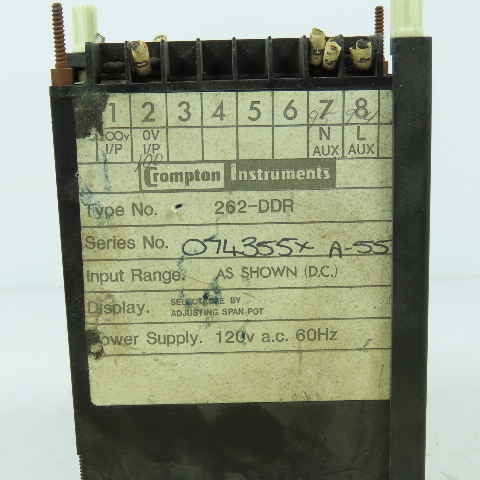 1 2 3 4 5 6 7 8
100v 0V N L
I/P I/P AUX AUX
100
Crompton Instruments
Type No. 262-DDR
Series No. 074355x A-55
Input Range. AS SHOWN (D.C.)
Display. SELECTABLE BY
ADJUSTING SPAN POT
Power Supply. 120v a.c. 60Hz